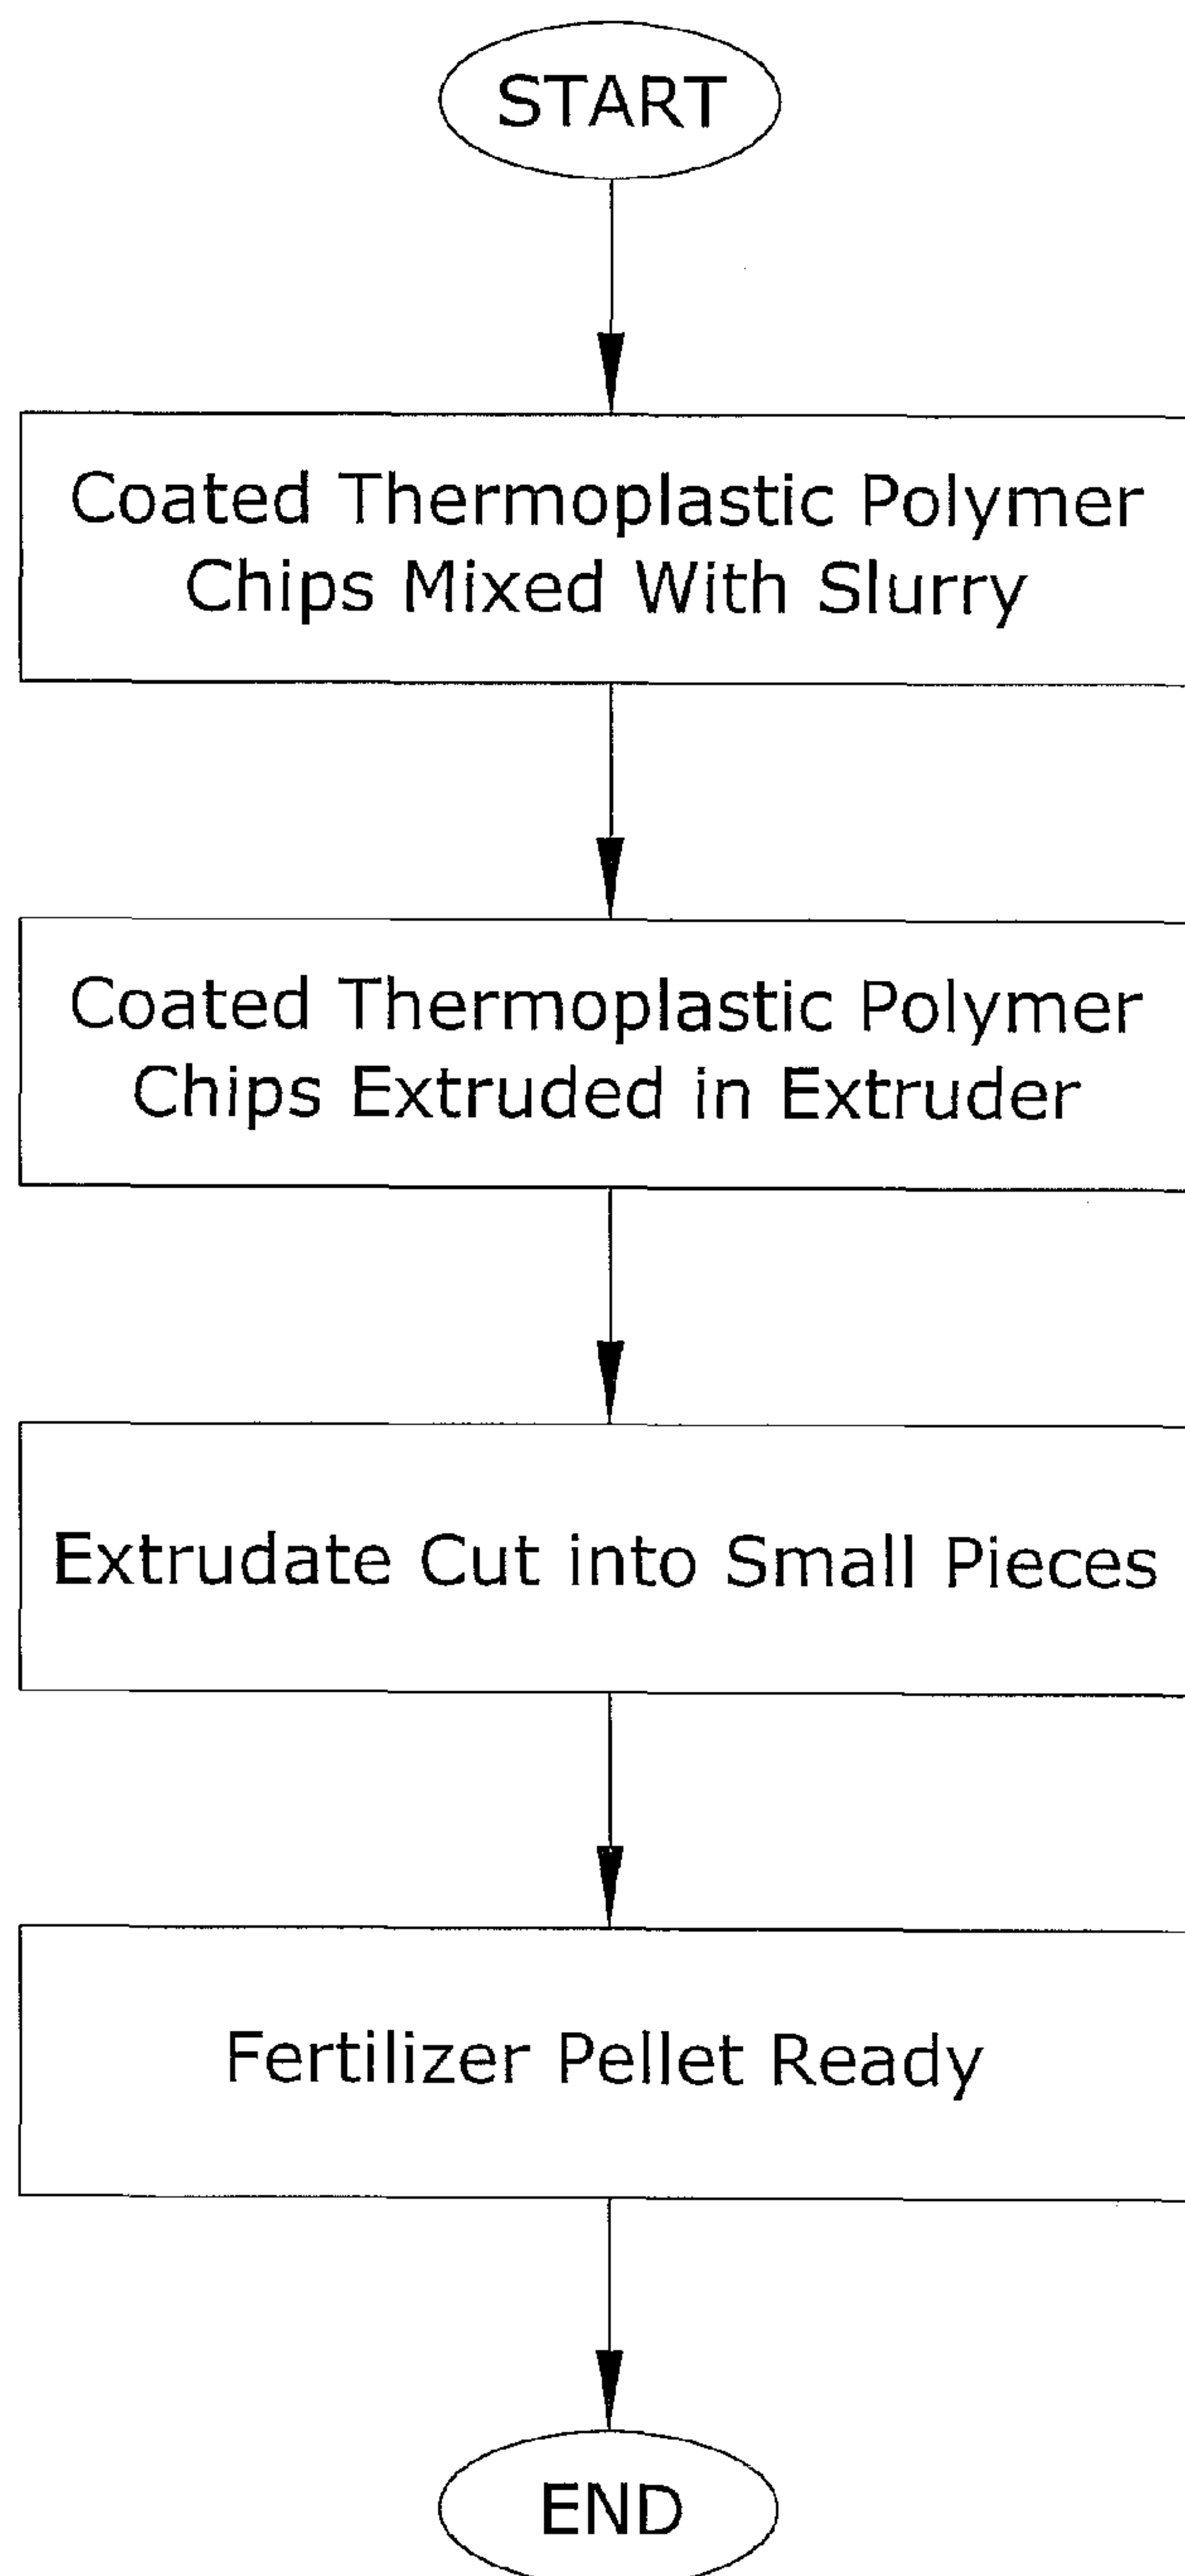 START
Coated Thermoplastic Polymer
Chips Mixed With Slurry
Coated Thermoplastic Polymer
Chips Extruded in Extruder
Extrudate Cut into Small Pieces
Fertilizer Pellet Ready
END